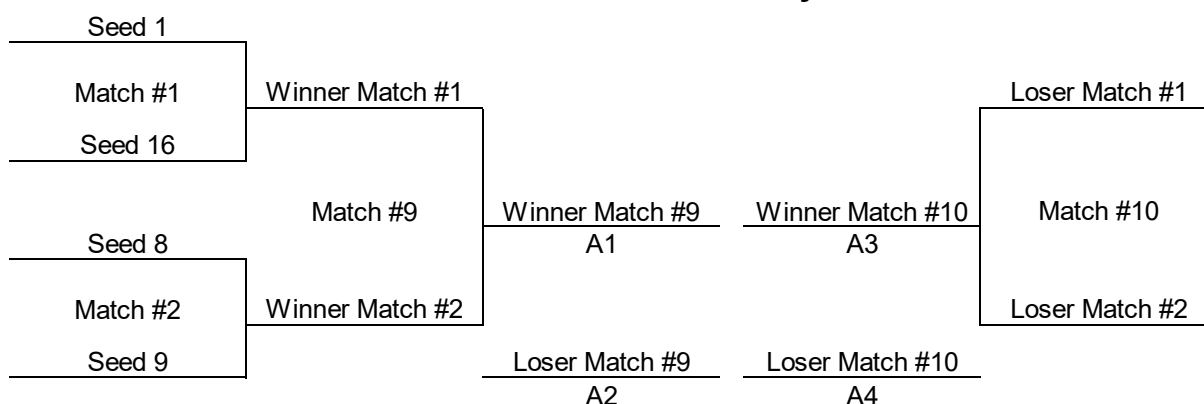 Seed 1
Match #1
Winner Match #1
Loser Match #1
Seed 16
Match #9
Winner Match #9
Winner Match #10
Match #10
Seed 8
A1
A3
Match #2
Winner Match #2
Loser Match #2
Seed 9
Loser Match #9
Loser Match #10
A2
A4